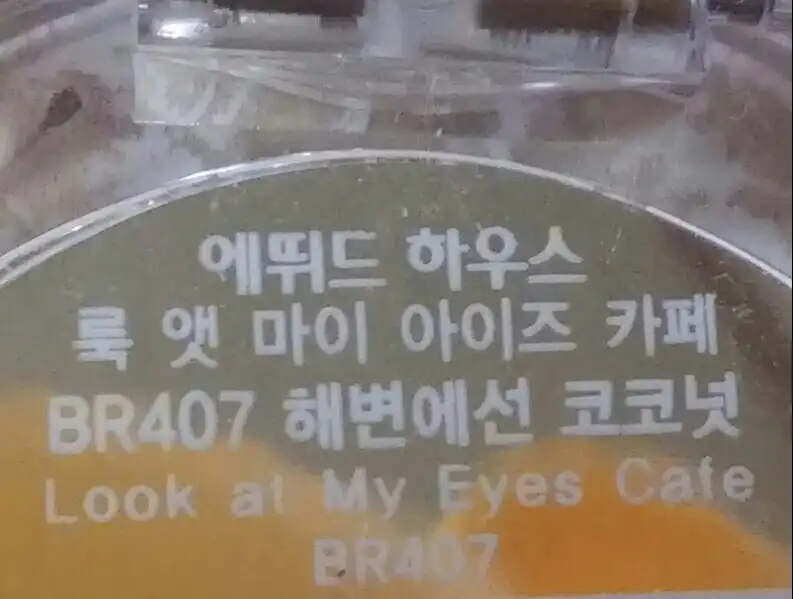 에뛰드 하우스
룩 앳 마이 아이즈 카페
BR407 해변에선 코코넛
Look at My Eyes Cafe
BR407